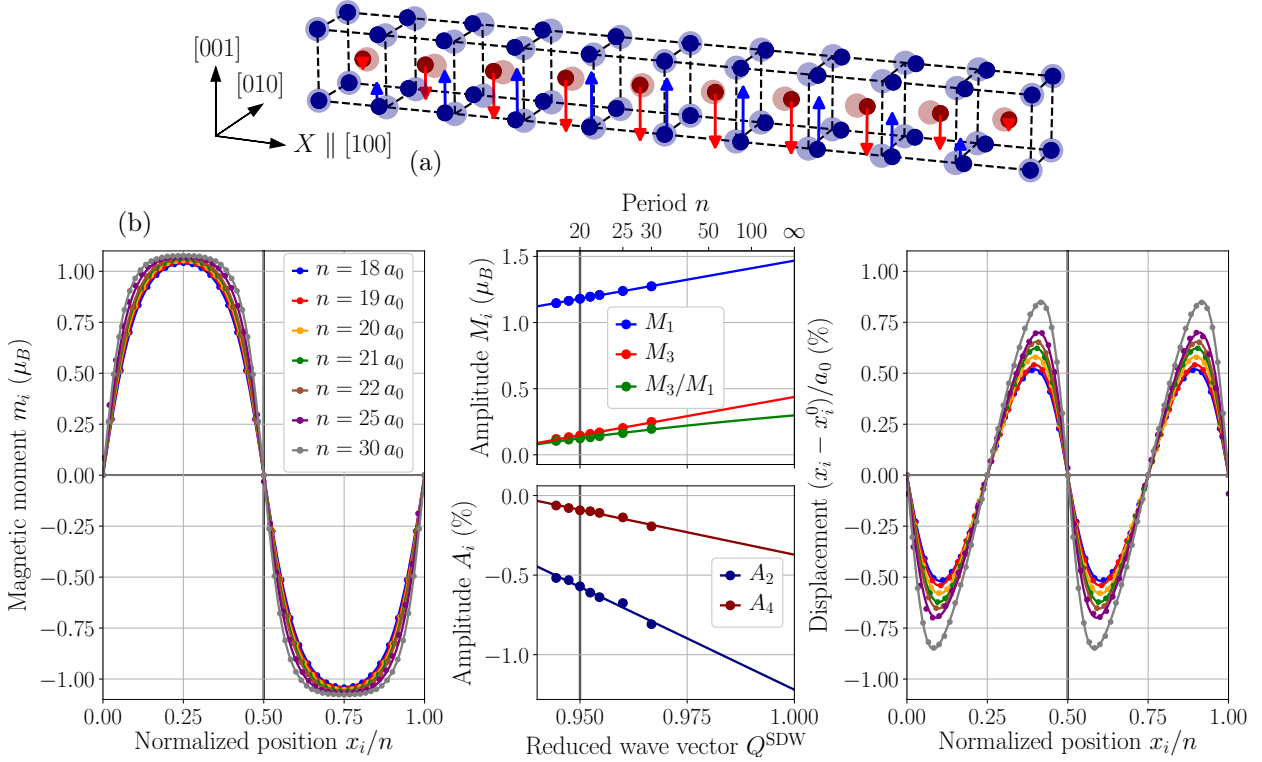 [001]
[010]
X ∥ [100]
(a)
(b)
Magnetic moment m_i (μ_B)
1.00
0.75
0.50
0.25
0.00
−0.25
−0.50
−0.75
−1.00
n = 18 a_0
n = 19 a_0
n = 20 a_0
n = 21 a_0
n = 22 a_0
n = 25 a_0
n = 30 a_0
0.00 0.25 0.50 0.75 1.00
Normalized position x_i/n
Period n
20 25 30 50 100 ∞
Amplitude M_i (μ_B)
1.5
1.0
0.5
0.0
M_1
M_3
M_3/M_1
Amplitude A_i (%)
0.0
−0.5
−1.0
A_2
A_4
0.950 0.975 1.000
Reduced wave vector Q^SDW
Displacement (x_i − x_i^0)/a_0 (%)
1.00
0.75
0.50
0.25
0.00
−0.25
−0.50
−0.75
−1.00
0.00 0.25 0.50 0.75 1.00
Normalized position x_i/n